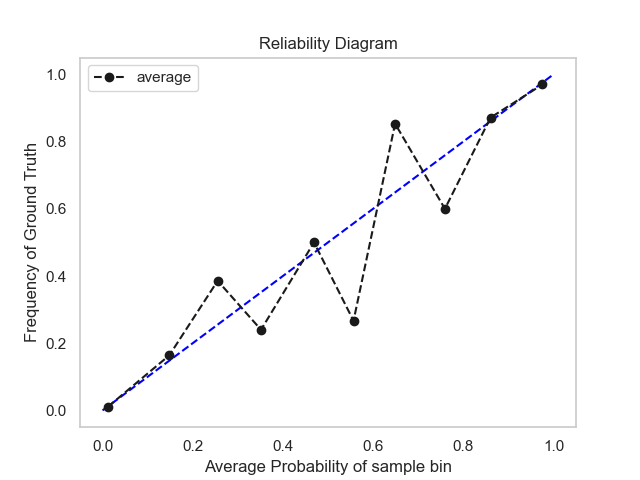 Reliability Diagram
average
Frequency of Ground Truth
1.0
0.8
0.6
0.4
0.2
0.0
0.0 0.2 0.4 0.6 0.8 1.0
Average Probability of sample bin